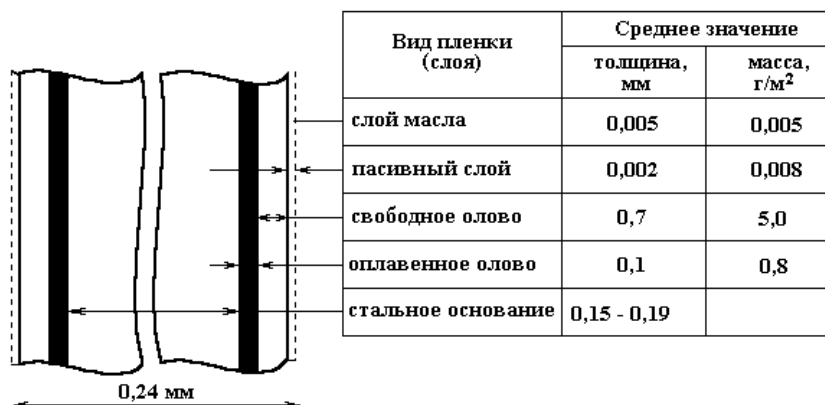 Вид пленки
(слоя)
Среднее значение
толщина,
мм
масса,
г/м²
слой масла 0,005 0,005
пасивный слой 0,002 0,008
свободное олово 0,7 5,0
оплавенное олово 0,1 0,8
стальное основание 0,15 - 0,19
0,24 мм